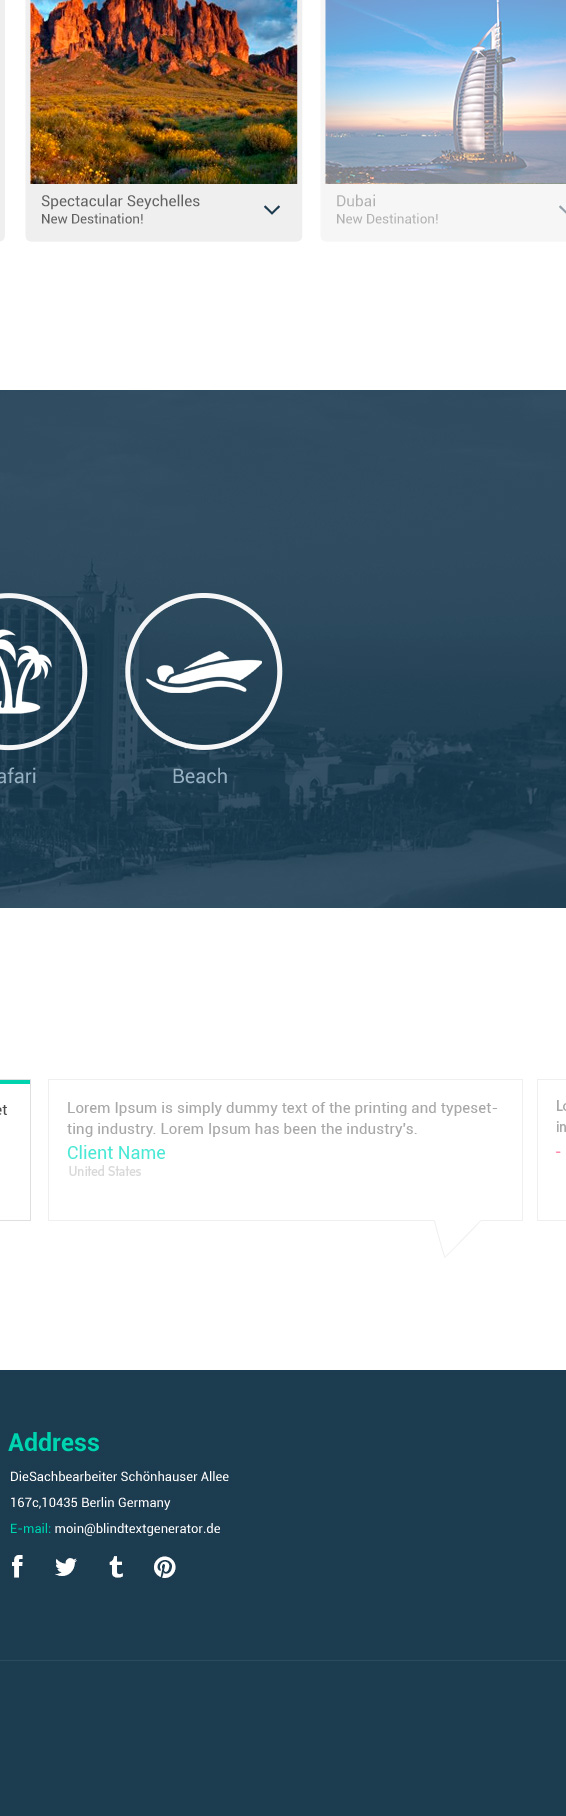 Spectacular Seychelles
New Destination!
Dubai
New Destination!
afari
Beach
et
Lorem Ipsum is simply dummy text of the printing and typeset-
ting industry. Lorem Ipsum has been the industry's.
Client Name
United States
Lo
in
-
Address
DieSachbearbeiter Schönhauser Allee
167c,10435 Berlin Germany
E-mail: moin@blindtextgenerator.de